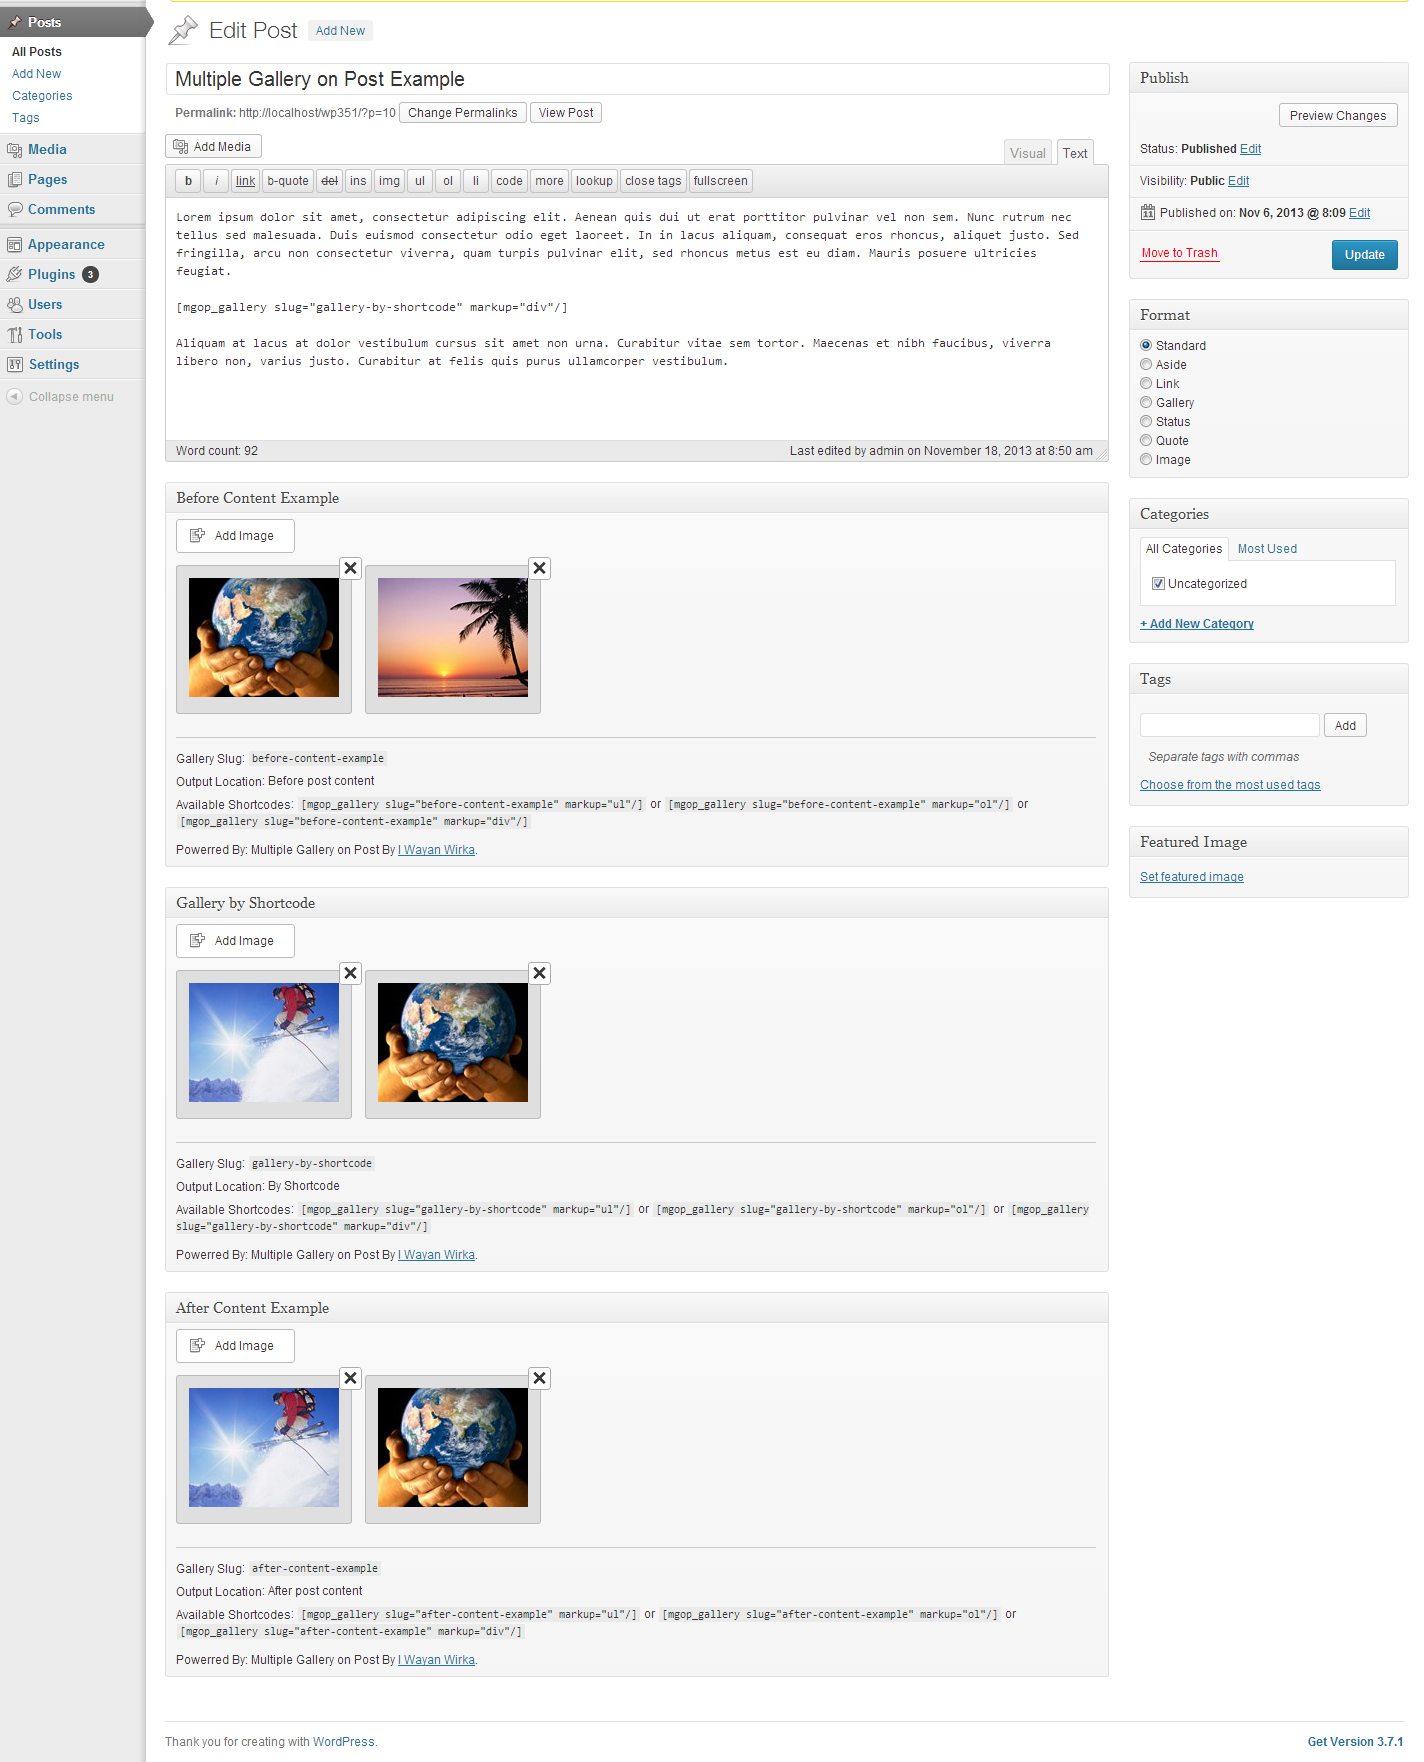 Posts
All Posts
Add New
Categories
Tags
Media
Pages
Comments
Appearance
Plugins 3
Users
Tools
Settings
Collapse menu
Edit Post Add New
Multiple Gallery on Post Example
Permalink: http://localhost/wp351/?p=10 Change Permalinks View Post
Add Media
Visual Text
b i link b-quote del ins img ul ol li code more lookup close tags fullscreen
Lorem ipsum dolor sit amet, consectetur adipiscing elit. Aenean quis dui ut erat porttitor pulvinar vel non sem. Nunc rutrum nec
tellus sed malesuada. Duis euismod consectetur odio eget laoreet. In in lacus aliquam, consequat eros rhoncus, aliquet justo. Sed
fringilla, arcu non consectetur viverra, quam turpis pulvinar elit, sed rhoncus metus est eu diam. Mauris posuere ultricies
feugiat.
[mgop_gallery slug="gallery-by-shortcode" markup="div"/]
Aliquam at lacus at dolor vestibulum cursus sit amet non urna. Curabitur vitae sem tortor. Maecenas et nibh faucibus, viverra
libero non, varius justo. Curabitur at felis quis purus ullamcorper vestibulum.
Word count: 92 Last edited by admin on November 18, 2013 at 8:50 am
Before Content Example
Add Image
Gallery Slug: before-content-example
Output Location: Before post content
Available Shortcodes: [mgop_gallery slug="before-content-example" markup="ul"/] or [mgop_gallery slug="before-content-example" markup="ol"/] or
[mgop_gallery slug="before-content-example" markup="div"/]
Powerred By: Multiple Gallery on Post By I Wayan Wirka.
Gallery by Shortcode
Add Image
Gallery Slug: gallery-by-shortcode
Output Location: By Shortcode
Available Shortcodes: [mgop_gallery slug="gallery-by-shortcode" markup="ul"/] or [mgop_gallery slug="gallery-by-shortcode" markup="ol"/] or [mgop_gallery
slug="gallery-by-shortcode" markup="div"/]
Powerred By: Multiple Gallery on Post By I Wayan Wirka.
After Content Example
Add Image
Gallery Slug: after-content-example
Output Location: After post content
Available Shortcodes: [mgop_gallery slug="after-content-example" markup="ul"/] or [mgop_gallery slug="after-content-example" markup="ol"/] or
[mgop_gallery slug="after-content-example" markup="div"/]
Powerred By: Multiple Gallery on Post By I Wayan Wirka.
Publish
Preview Changes
Status: Published Edit
Visibility: Public Edit
Published on: Nov 6, 2013 @ 8:09 Edit
Move to Trash Update
Format
Standard
Aside
Link
Gallery
Status
Quote
Image
Categories
All Categories Most Used
Uncategorized
+ Add New Category
Tags
Add
Separate tags with commas
Choose from the most used tags
Featured Image
Set featured image
Thank you for creating with WordPress. Get Version 3.7.1